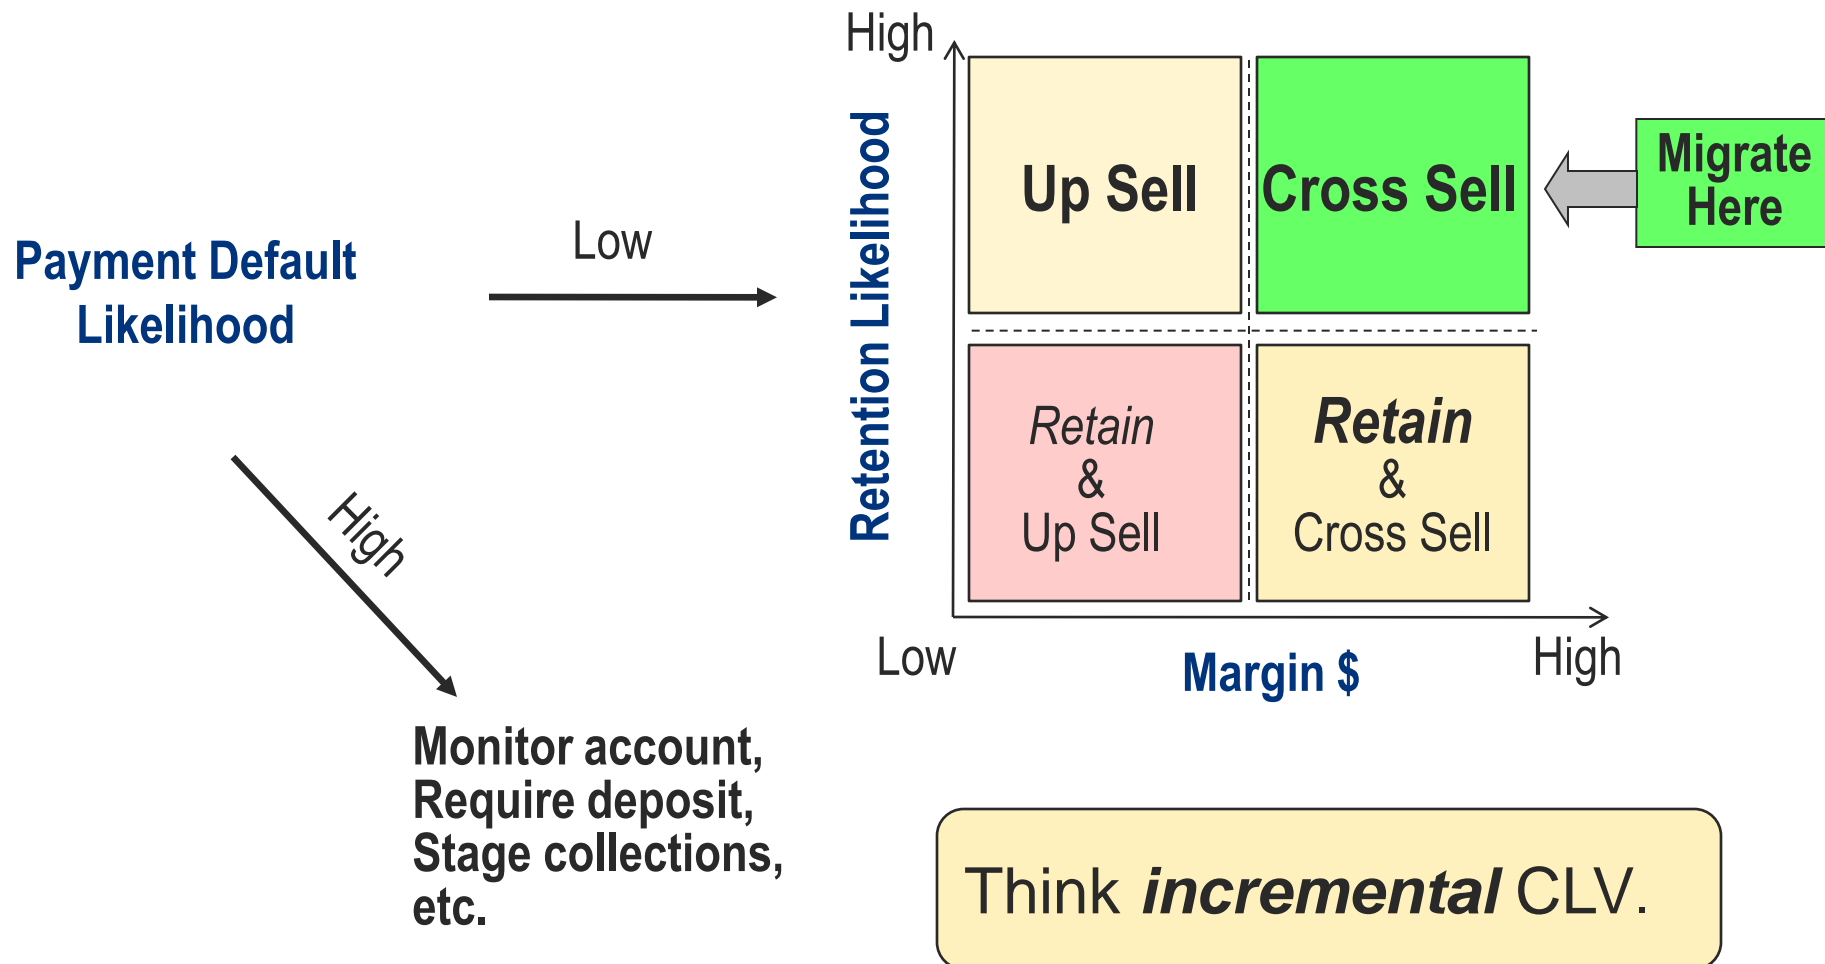 Payment Default
Likelihood
Low
High
Monitor account,
Require deposit,
Stage collections,
etc.
High
Retention Likelihood
Up Sell
Cross Sell
Migrate
Here
Retain
&
Up Sell
Retain
&
Cross Sell
Low
Margin $
High
Think incremental CLV.